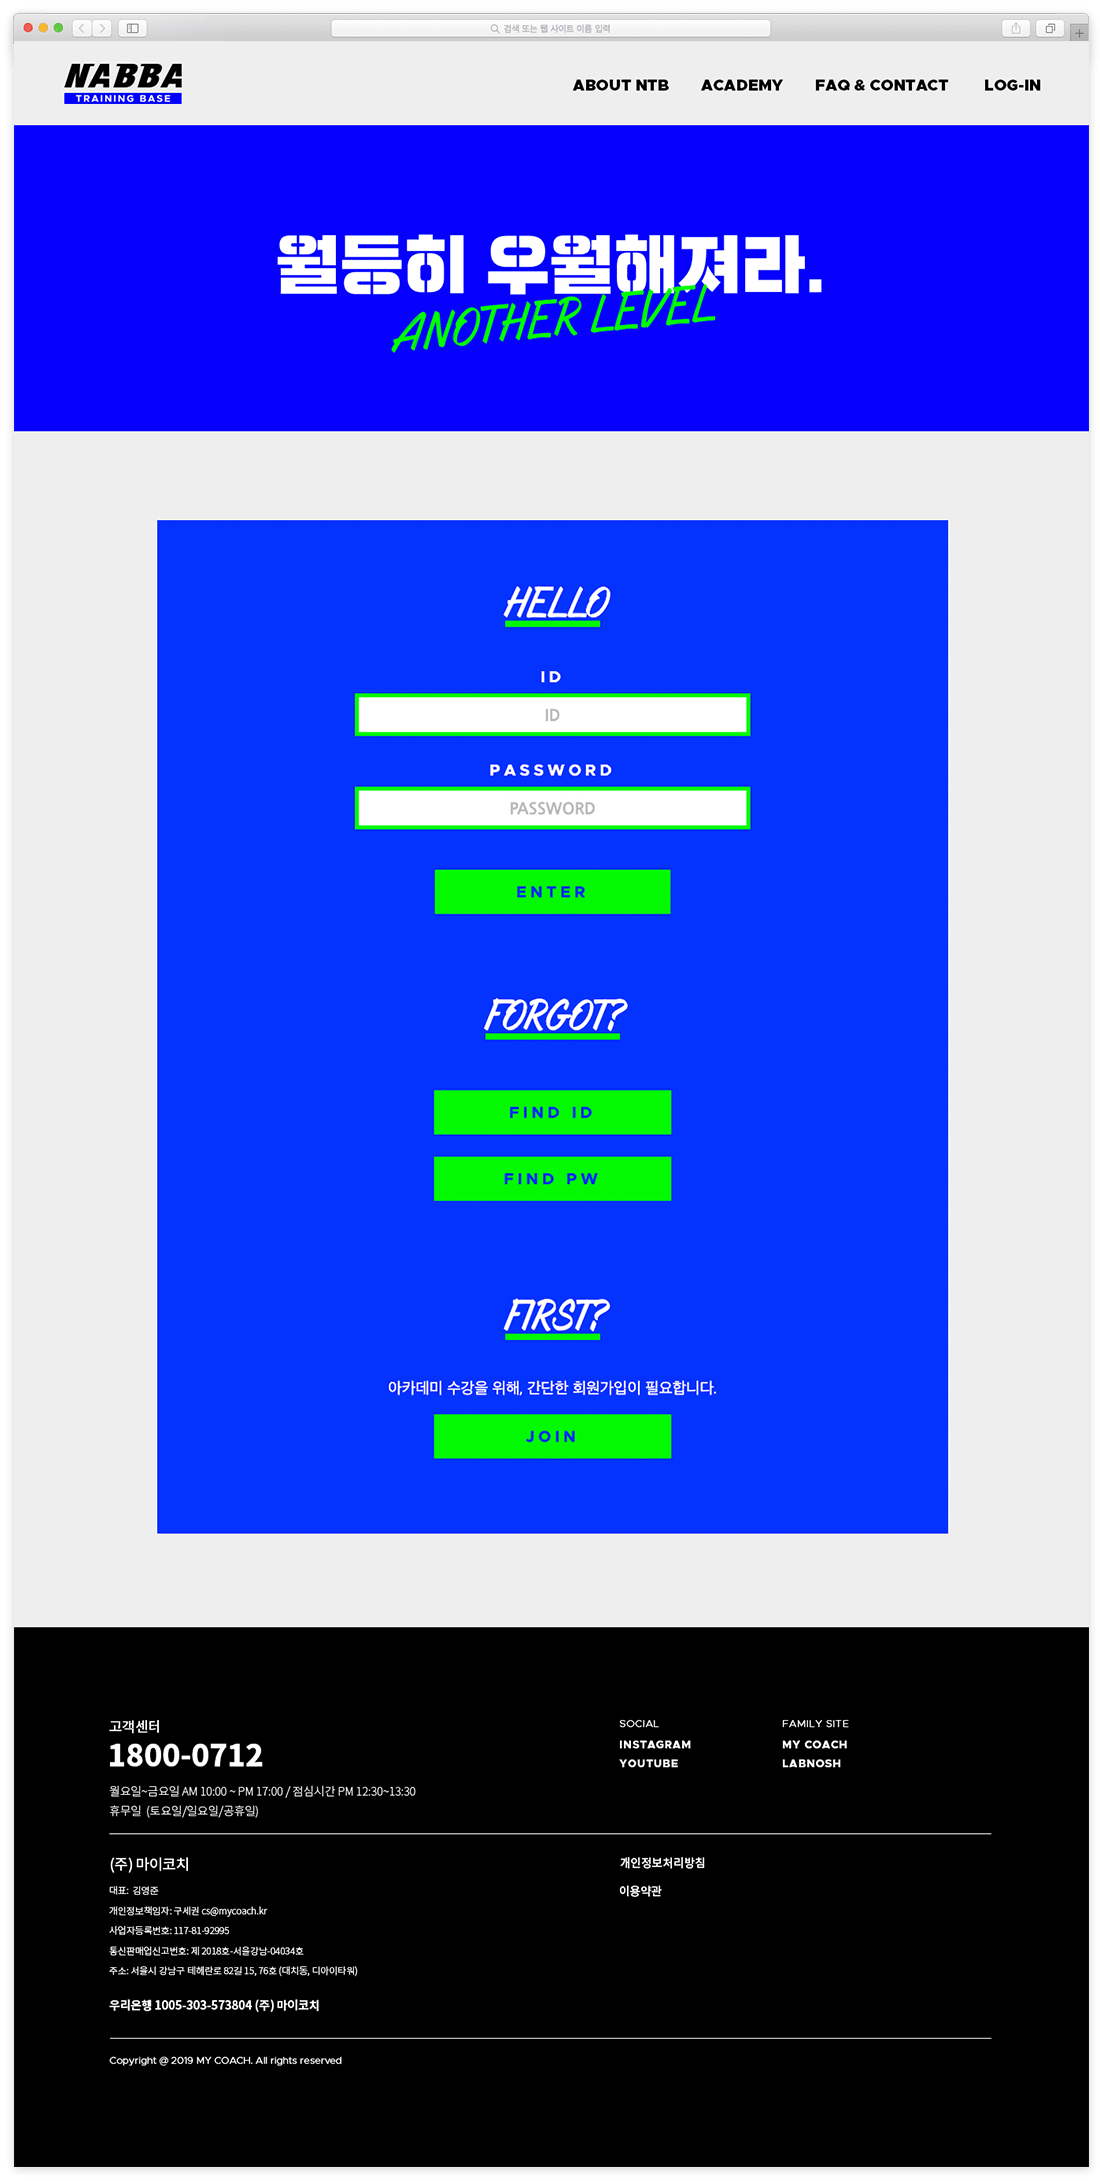 검색 또는 웹 사이트 이름 입력
NABBA
TRAINING BASE
ABOUT NTB ACADEMY FAQ & CONTACT LOG-IN
월등히 우월해져라.
ANOTHER LEVEL
HELLO
ID
ID
PASSWORD
PASSWORD
ENTER
FORGOT?
FIND ID
FIND PW
FIRST?
아카데미 수강을 위해, 간단한 회원가입이 필요합니다.
JOIN
고객센터
1800-0712
월요일~금요일 AM 10:00 ~ PM 17:00 / 점심시간 PM 12:30~13:30
휴무일 (토요일/일요일/공휴일)
SOCIAL
INSTAGRAM
YOUTUBE
FAMILY SITE
MY COACH
LABNOSH
(주) 마이코치
대표: 김영준
개인정보책임자: 구세권 cs@mycoach.kr
사업자등록번호: 117-81-92995
통신판매업신고번호: 제 2018호-서울강남-04034호
주소: 서울시 강남구 테헤란로 82길 15, 76호 (대치동, 디아이타워)
우리은행 1005-303-573804 (주) 마이코치
개인정보처리방침
이용약관
Copyright @ 2019 MY COACH. All rights reserved